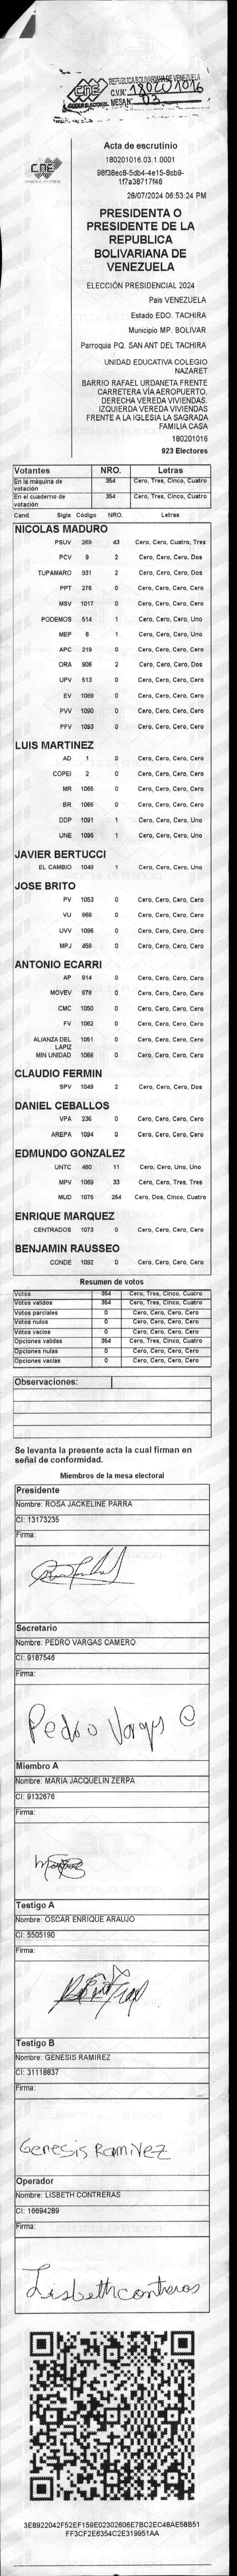 REPUBLICA BOLIVARIANA DE VENEZUELA
CNE C.V.N: 180201016
PODER ELECTORAL MESA N° 03
CNE
Acta de escrutinio
180201016.03.1.0001
98f38ec8-5db4-4e15-8cb9-
1f7a38717f46
28/07/2024 06:53:24 PM
PRESIDENTA O
PRESIDENTE DE LA
REPUBLICA
BOLIVARIANA DE
VENEZUELA
ELECCIÓN PRESIDENCIAL 2024
País VENEZUELA
Estado EDO. TACHIRA
Municipio MP. BOLIVAR
Parroquia PQ. SAN ANT DEL TACHIRA
UNIDAD EDUCATIVA COLEGIO
NAZARET
BARRIO RAFAEL URDANETA FRENTE
CARRETERA VÍA AEROPUERTO.
DERECHA VEREDA VIVIENDAS.
IZQUIERDA VEREDA VIVIENDAS
FRENTE A LA IGLESIA LA SAGRADA
FAMILIA CASA
180201016
923 Electores
Votantes NRO. Letras
En la máquina de votación 354 Cero, Tres, Cinco, Cuatro
En el cuaderno de votación 354 Cero, Tres, Cinco, Cuatro
Cand. Sigla Código NRO. Letras
NICOLAS MADURO
PSUV 269 43 Cero, Cero, Cuatro, Tres
PCV 9 2 Cero, Cero, Cero, Dos
TUPAMARO 931 2 Cero, Cero, Cero, Dos
PPT 276 0 Cero, Cero, Cero, Cero
MSV 1017 0 Cero, Cero, Cero, Cero
PODEMOS 514 1 Cero, Cero, Cero, Uno
MEP 6 1 Cero, Cero, Cero, Uno
APC 219 0 Cero, Cero, Cero, Cero
ORA 906 2 Cero, Cero, Cero, Dos
UPV 513 0 Cero, Cero, Cero, Cero
EV 1089 0 Cero, Cero, Cero, Cero
PVV 1090 0 Cero, Cero, Cero, Cero
PFV 1093 0 Cero, Cero, Cero, Cero
LUIS MARTINEZ
AD 1 0 Cero, Cero, Cero, Cero
COPEI 2 0 Cero, Cero, Cero, Cero
MR 1065 0 Cero, Cero, Cero, Cero
BR 1086 0 Cero, Cero, Cero, Cero
DDP 1091 1 Cero, Cero, Cero, Uno
UNE 1095 1 Cero, Cero, Cero, Uno
JAVIER BERTUCCI
EL CAMBIO 1046 1 Cero, Cero, Cero, Uno
JOSE BRITO
PV 1053 0 Cero, Cero, Cero, Cero
VU 868 0 Cero, Cero, Cero, Cero
UVV 1096 0 Cero, Cero, Cero, Cero
MPJ 458 0 Cero, Cero, Cero, Cero
ANTONIO ECARRI
AP 814 0 Cero, Cero, Cero, Cero
MOVEV 878 0 Cero, Cero, Cero, Cero
CMC 1050 0 Cero, Cero, Cero, Cero
FV 1062 0 Cero, Cero, Cero, Cero
ALIANZA DEL LAPIZ 1051 0 Cero, Cero, Cero, Cero
MIN UNIDAD 1068 0 Cero, Cero, Cero, Cero
CLAUDIO FERMIN
SPV 1049 2 Cero, Cero, Cero, Dos
DANIEL CEBALLOS
VPA 236 0 Cero, Cero, Cero, Cero
AREPA 1094 0 Cero, Cero, Cero, Cero
EDMUNDO GONZALEZ
UNTC 460 11 Cero, Cero, Uno, Uno
MPV 1069 33 Cero, Cero, Tres, Tres
MUD 1075 254 Cero, Dos, Cinco, Cuatro
ENRIQUE MARQUEZ
CENTRADOS 1073 0 Cero, Cero, Cero, Cero
BENJAMIN RAUSSEO
CONDE 1092 0 Cero, Cero, Cero, Cero
Resumen de votos
Votos 354 Cero, Tres, Cinco, Cuatro
Votos validos 354 Cero, Tres, Cinco, Cuatro
Votos parciales 0 Cero, Cero, Cero, Cero
Votos nulos 0 Cero, Cero, Cero, Cero
Votos vacios 0 Cero, Cero, Cero, Cero
Opciones validas 354 Cero, Tres, Cinco, Cuatro
Opciones nulas 0 Cero, Cero, Cero, Cero
Opciones vacias 0 Cero, Cero, Cero, Cero
Observaciones:
Se levanta la presente acta la cual firman en
señal de conformidad.
Miembros de la mesa electoral
Presidente
Nombre: ROSA JACKELINE PARRA
CI: 13173235
Firma:
Secretario
Nombre: PEDRO VARGAS CAMERO
CI: 9187546
Firma:
Pedro Vargas C
Miembro A
Nombre: MARIA JACQUELIN ZERPA
CI: 9132676
Firma:
Testigo A
Nombre: OSCAR ENRIQUE ARAUJO
CI: 5505190
Firma:
Testigo B
Nombre: GENESIS RAMIREZ
CI: 31118837
Firma:
Genesis Ramirez
Operador
Nombre: LISBETH CONTRERAS
CI: 16694289
Firma:
Lisbeth contreras
3E8922042F52EF159E02302606E7BC2EC48AE58B51
FF3CF2E6354C2E319951AA